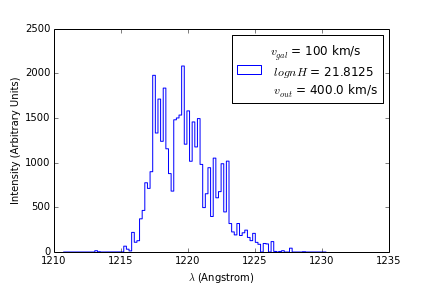 2500
2000
1500
1000
500
0
Intensity (Arbitrary Units)
v_gal = 100 km/s
lognH = 21.8125
v_out = 400.0 km/s
1210 1215 1220 1225 1230 1235
λ (Angstrom)